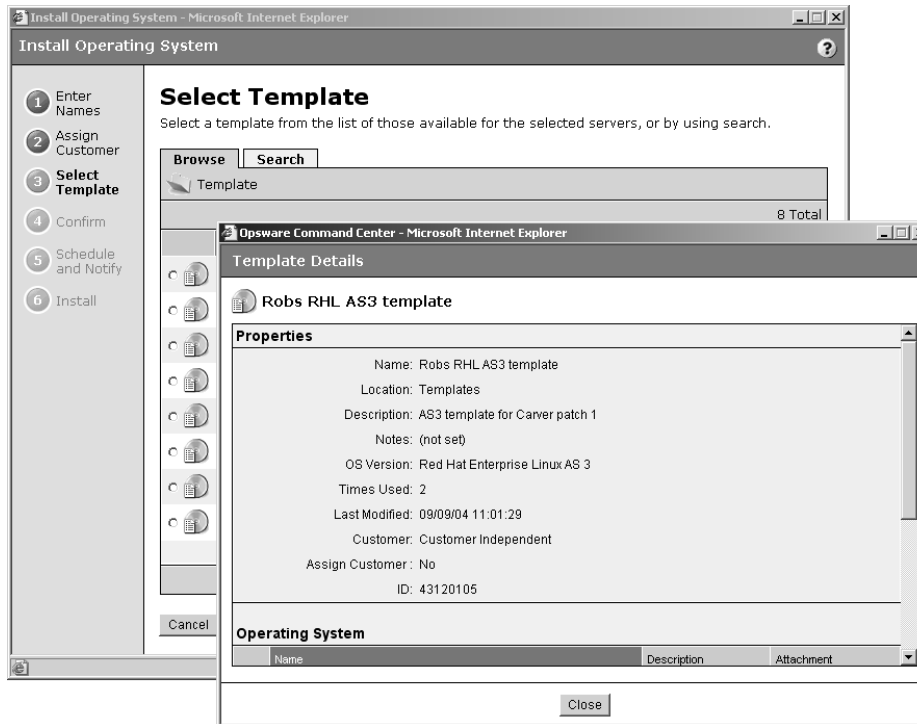 Install Operating System - Microsoft Internet Explorer
Install Operating System
?
1 Enter Names
2 Assign Customer
3 Select Template
4 Confirm
5 Schedule and Notify
6 Install
Select Template
Select a template from the list of those available for the selected servers, or by using search.
Browse Search
Template
8 Total
Cancel
Opsware Command Center - Microsoft Internet Explorer
Template Details
Robs RHL AS3 template
Properties
Name: Robs RHL AS3 template
Location: Templates
Description: AS3 template for Carver patch 1
Notes: (not set)
OS Version: Red Hat Enterprise Linux AS 3
Times Used: 2
Last Modified: 09/09/04 11:01:29
Customer: Customer Independent
Assign Customer: No
ID: 43120105
Operating System
Name Description Attachment
Close